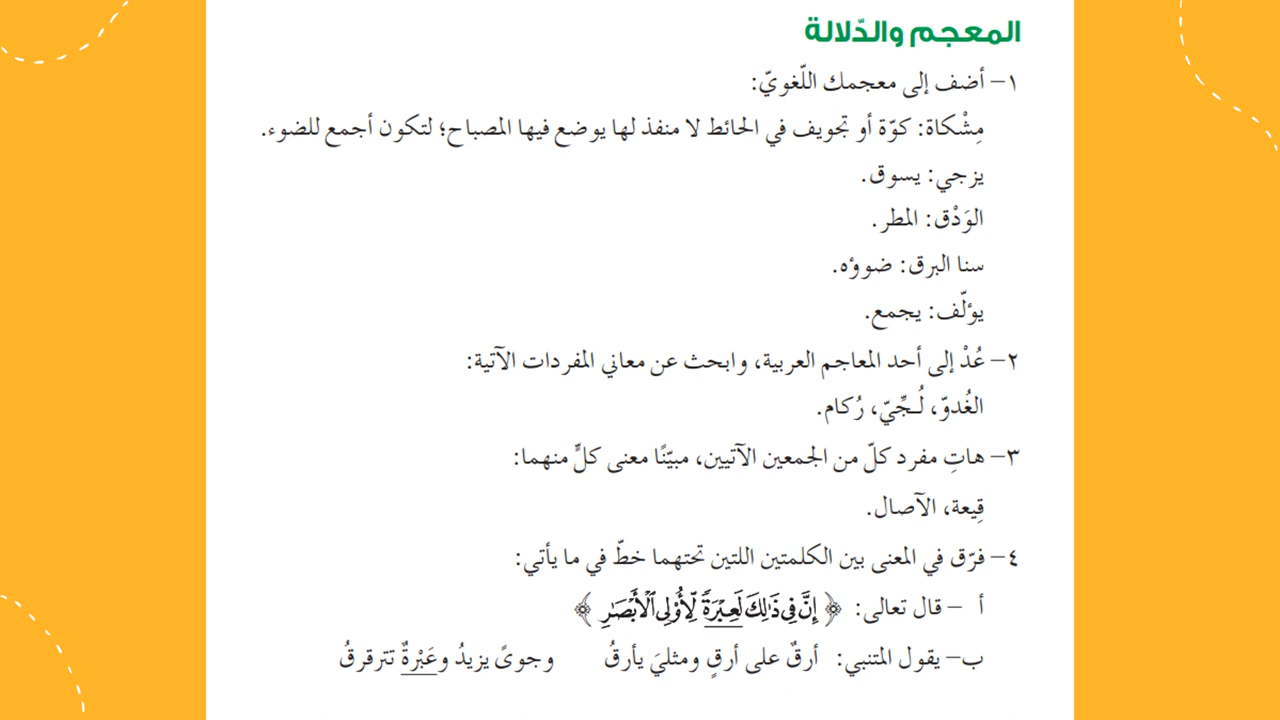 المعجم والدّلالة
١– أضف إلى معجمك اللّغويّ:
مِشْكاة: كوّة أو تجويف في الحائط لا منفذ لها يوضع فيها المصباح؛ لتكون أجمع للضوء.
يزجي: يسوق.
الوَدْق: المطر.
سنا البرق: ضوؤه.
يؤلّف: يجمع.
٢– عُدْ إلى أحد المعاجم العربية، وابحث عن معاني المفردات الآتية:
الغُدوّ، لُجِّيّ، رُكام.
٣– هاتِ مفرد كلّ من الجمعين الآتيين، مبيّنًا معنى كلٍّ منهما:
قِيعة، الآصال.
٤– فرّق في المعنى بين الكلمتين اللتين تحتهما خطّ في ما يأتي:
أ – قال تعالى: ﴿ إِنَّ فِي ذَٰلِكَ لَعِبْرَةً لِّأُوْلِي ٱلْأَبْصَٰرِ ﴾
ب– يقول المتنبي: أرقٌ على أرقٍ ومثليَ يأرقُ وجوىً يزيدُ وعَبْرةٌ تترقرقُ